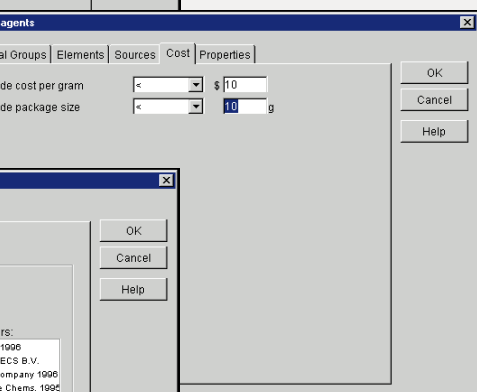 agents
al Groups Elements Sources Cost Properties
de cost per gram < $ 10
de package size < 10 g
OK
Cancel
Help
OK
Cancel
Help
rs:
1996
ECS B.V.
ompany 1996
e Chems. 1995